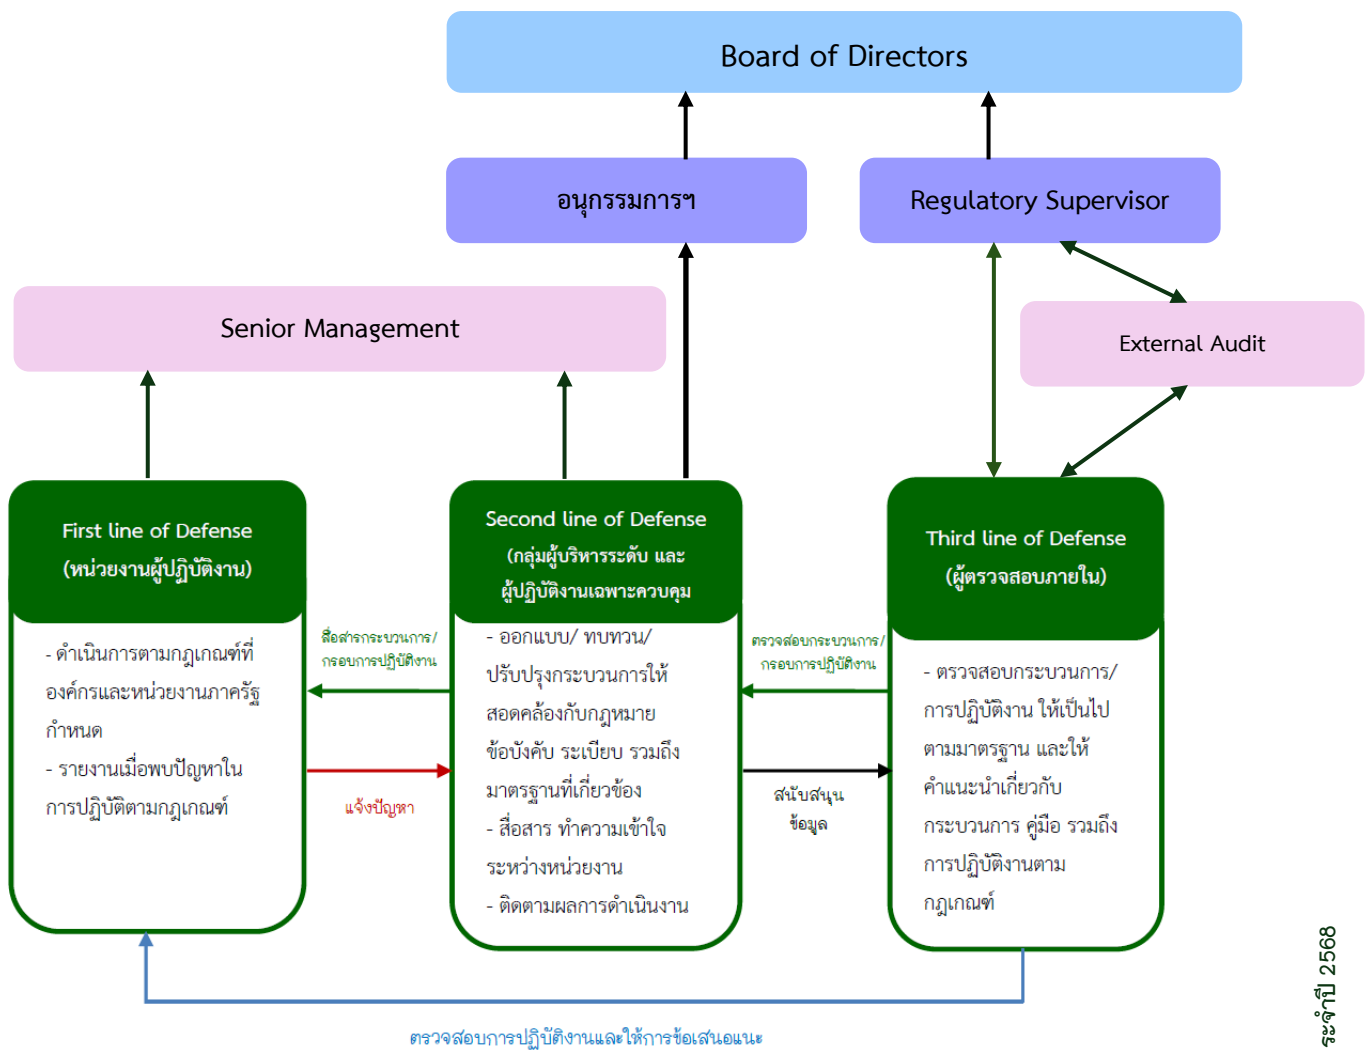 Board of Directors
อนุกรรมการฯ
Regulatory Supervisor
Senior Management
External Audit
First line of Defense
(หน่วยงานผู้ปฏิบัติงาน)
- ดำเนินการตามกฎเกณฑ์ที่
องค์กรและหน่วยงานภาครัฐ
กำหนด
- รายงานเมื่อพบปัญหาใน
การปฏิบัติตามกฎเกณฑ์
สื่อสารกระบวนการ/
กรอบการปฏิบัติงาน
แจ้งปัญหา
Second line of Defense
(กลุ่มผู้บริหารระดับ และ
ผู้ปฏิบัติงานเฉพาะควบคุม
- ออกแบบ/ ทบทวน/
ปรับปรุงกระบวนการให้
สอดคล้องกับกฎหมาย
ข้อบังคับ ระเบียบ รวมถึง
มาตรฐานที่เกี่ยวข้อง
- สื่อสาร ทำความเข้าใจ
ระหว่างหน่วยงาน
- ติดตามผลการดำเนินงาน
ตรวจสอบกระบวนการ/
กรอบการปฏิบัติงาน
สนับสนุน
ข้อมูล
Third line of Defense
(ผู้ตรวจสอบภายใน)
- ตรวจสอบกระบวนการ/
การปฏิบัติงาน ให้เป็นไป
ตามมาตรฐาน และให้
คำแนะนำเกี่ยวกับ
กระบวนการ คู่มือ รวมถึง
การปฏิบัติงานตาม
กฎเกณฑ์
ตรวจสอบการปฏิบัติงานและให้การข้อเสนอแนะ
ระจำปี 2568